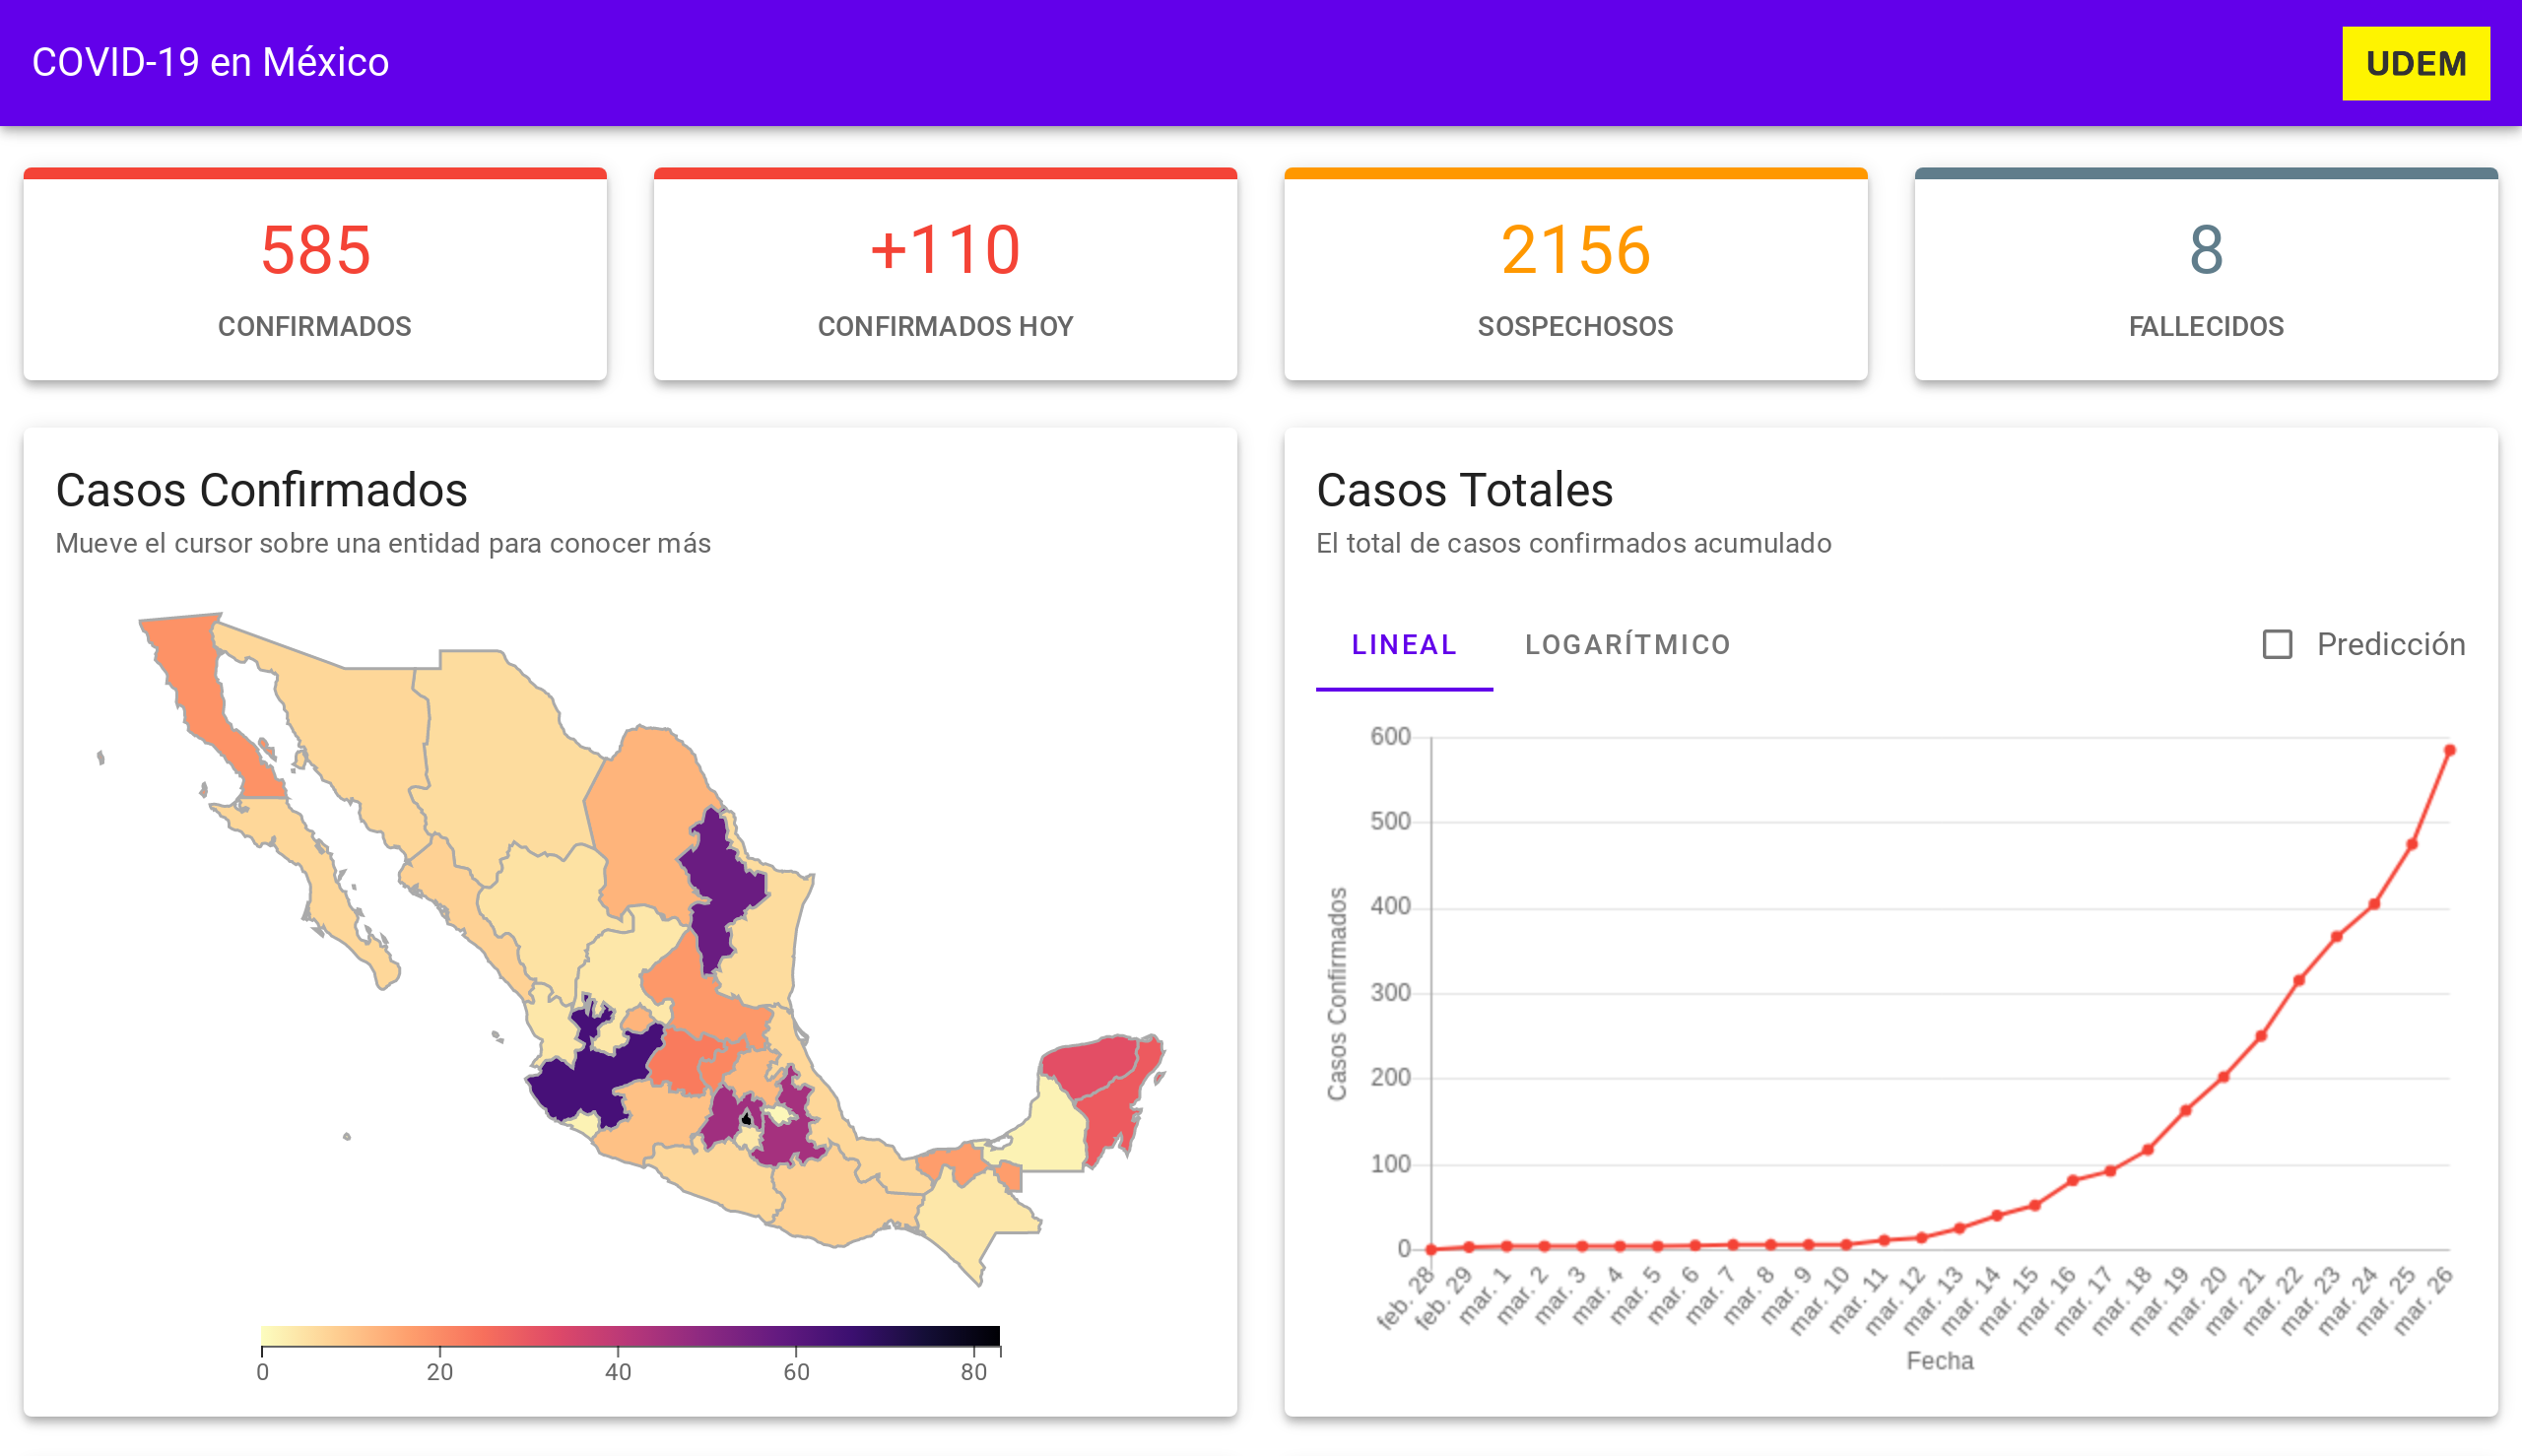 COVID-19 en México
UDEM
585
CONFIRMADOS
+110
CONFIRMADOS HOY
2156
SOSPECHOSOS
8
FALLECIDOS
Casos Confirmados
Mueve el cursor sobre una entidad para conocer más
0 20 40 60 80
Casos Totales
El total de casos confirmados acumulado
LINEAL LOGARÍTMICO Predicción
600
500
400
300
200
100
0
Casos Confirmados
feb. 28 feb. 29 mar. 1 mar. 2 mar. 3 mar. 4 mar. 5 mar. 6 mar. 7 mar. 8 mar. 9 mar. 10 mar. 11 mar. 12 mar. 13 mar. 14 mar. 15 mar. 16 mar. 17 mar. 18 mar. 19 mar. 20 mar. 21 mar. 22 mar. 23 mar. 24 mar. 25 mar. 26
Fecha